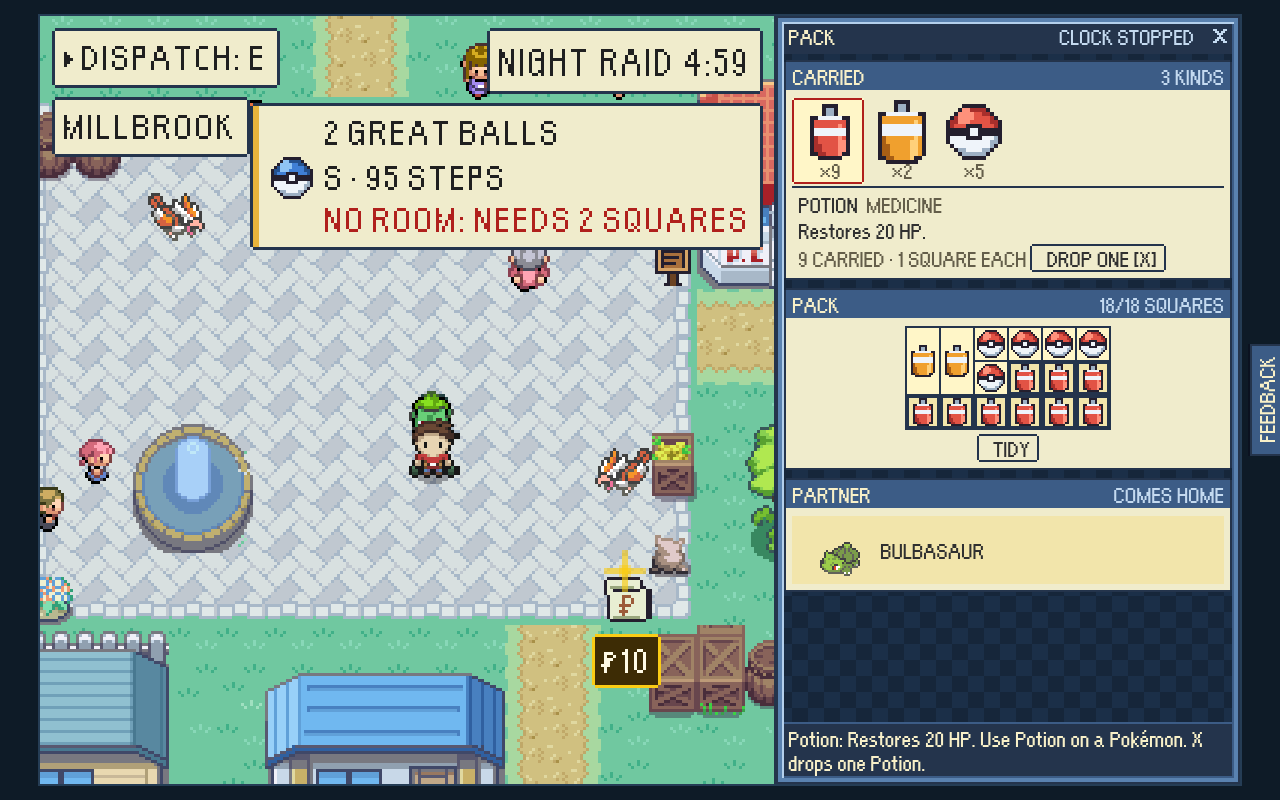 DISPATCH: E
NIGHT RAID 4:59
MILLBROOK
2 GREAT BALLS
S · 95 STEPS
NO ROOM: NEEDS 2 SQUARES
₽
₽10
PACK
CLOCK STOPPED X
CARRIED
3 KINDS
×9
×2
×5
POTION MEDICINE
Restores 20 HP.
9 CARRIED · 1 SQUARE EACH
DROP ONE [X]
PACK
18/18 SQUARES
TIDY
PARTNER
COMES HOME
BULBASAUR
Potion: Restores 20 HP. Use Potion on a Pokémon. X
drops one Potion.
FEEDBACK